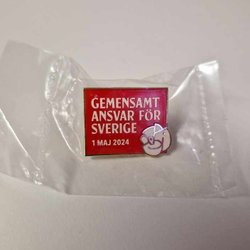 GEMENSAMT
ANSVAR FÖR
SVERIGE
1 MAJ 2024